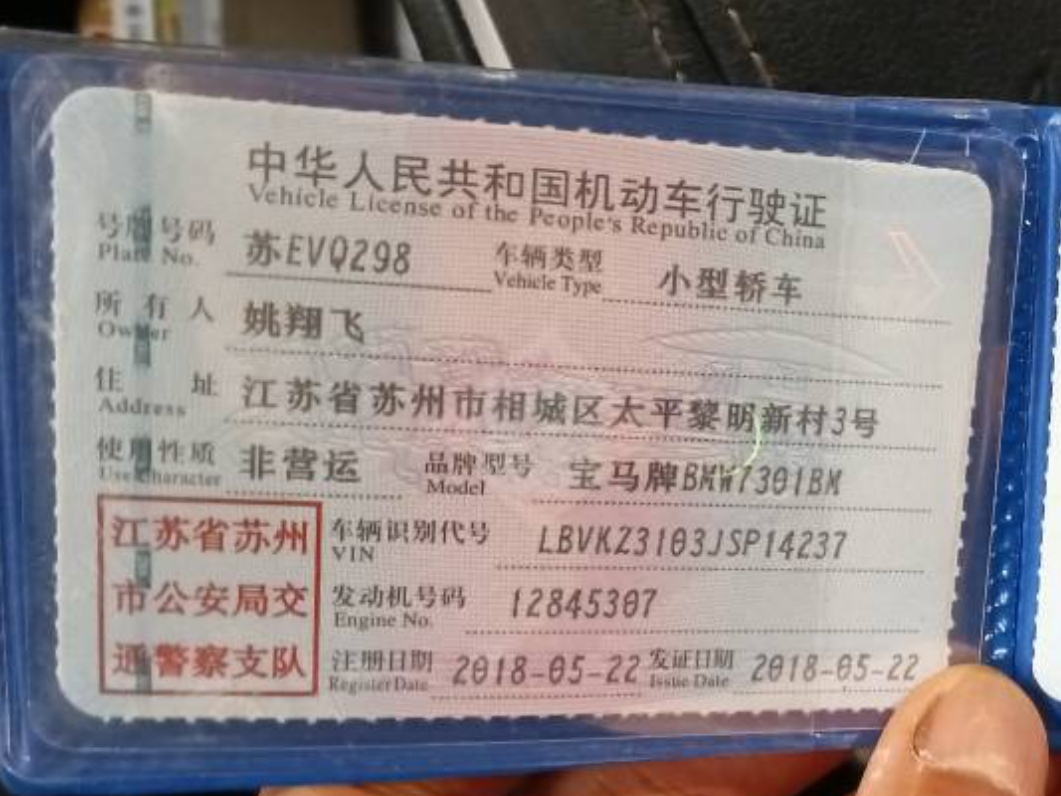 中华人民共和国机动车行驶证
Vehicle License of the People's Republic of China
号牌号码 苏EVQ298 车辆类型 小型轿车
Plate No. Vehicle Type
所有人 姚翔飞
Owner
住址 江苏省苏州市相城区太平黎明新村3号
Address
使用性质 非营运 品牌型号 宝马牌BMW7301BM
Use Character Model
江苏省苏州 车辆识别代号 LBVKZ3103JSP14237
VIN
市公安局交 发动机号码 12845307
Engine No.
通警察支队 注册日期 2018-05-22 发证日期 2018-05-22
Register Date Issue Date